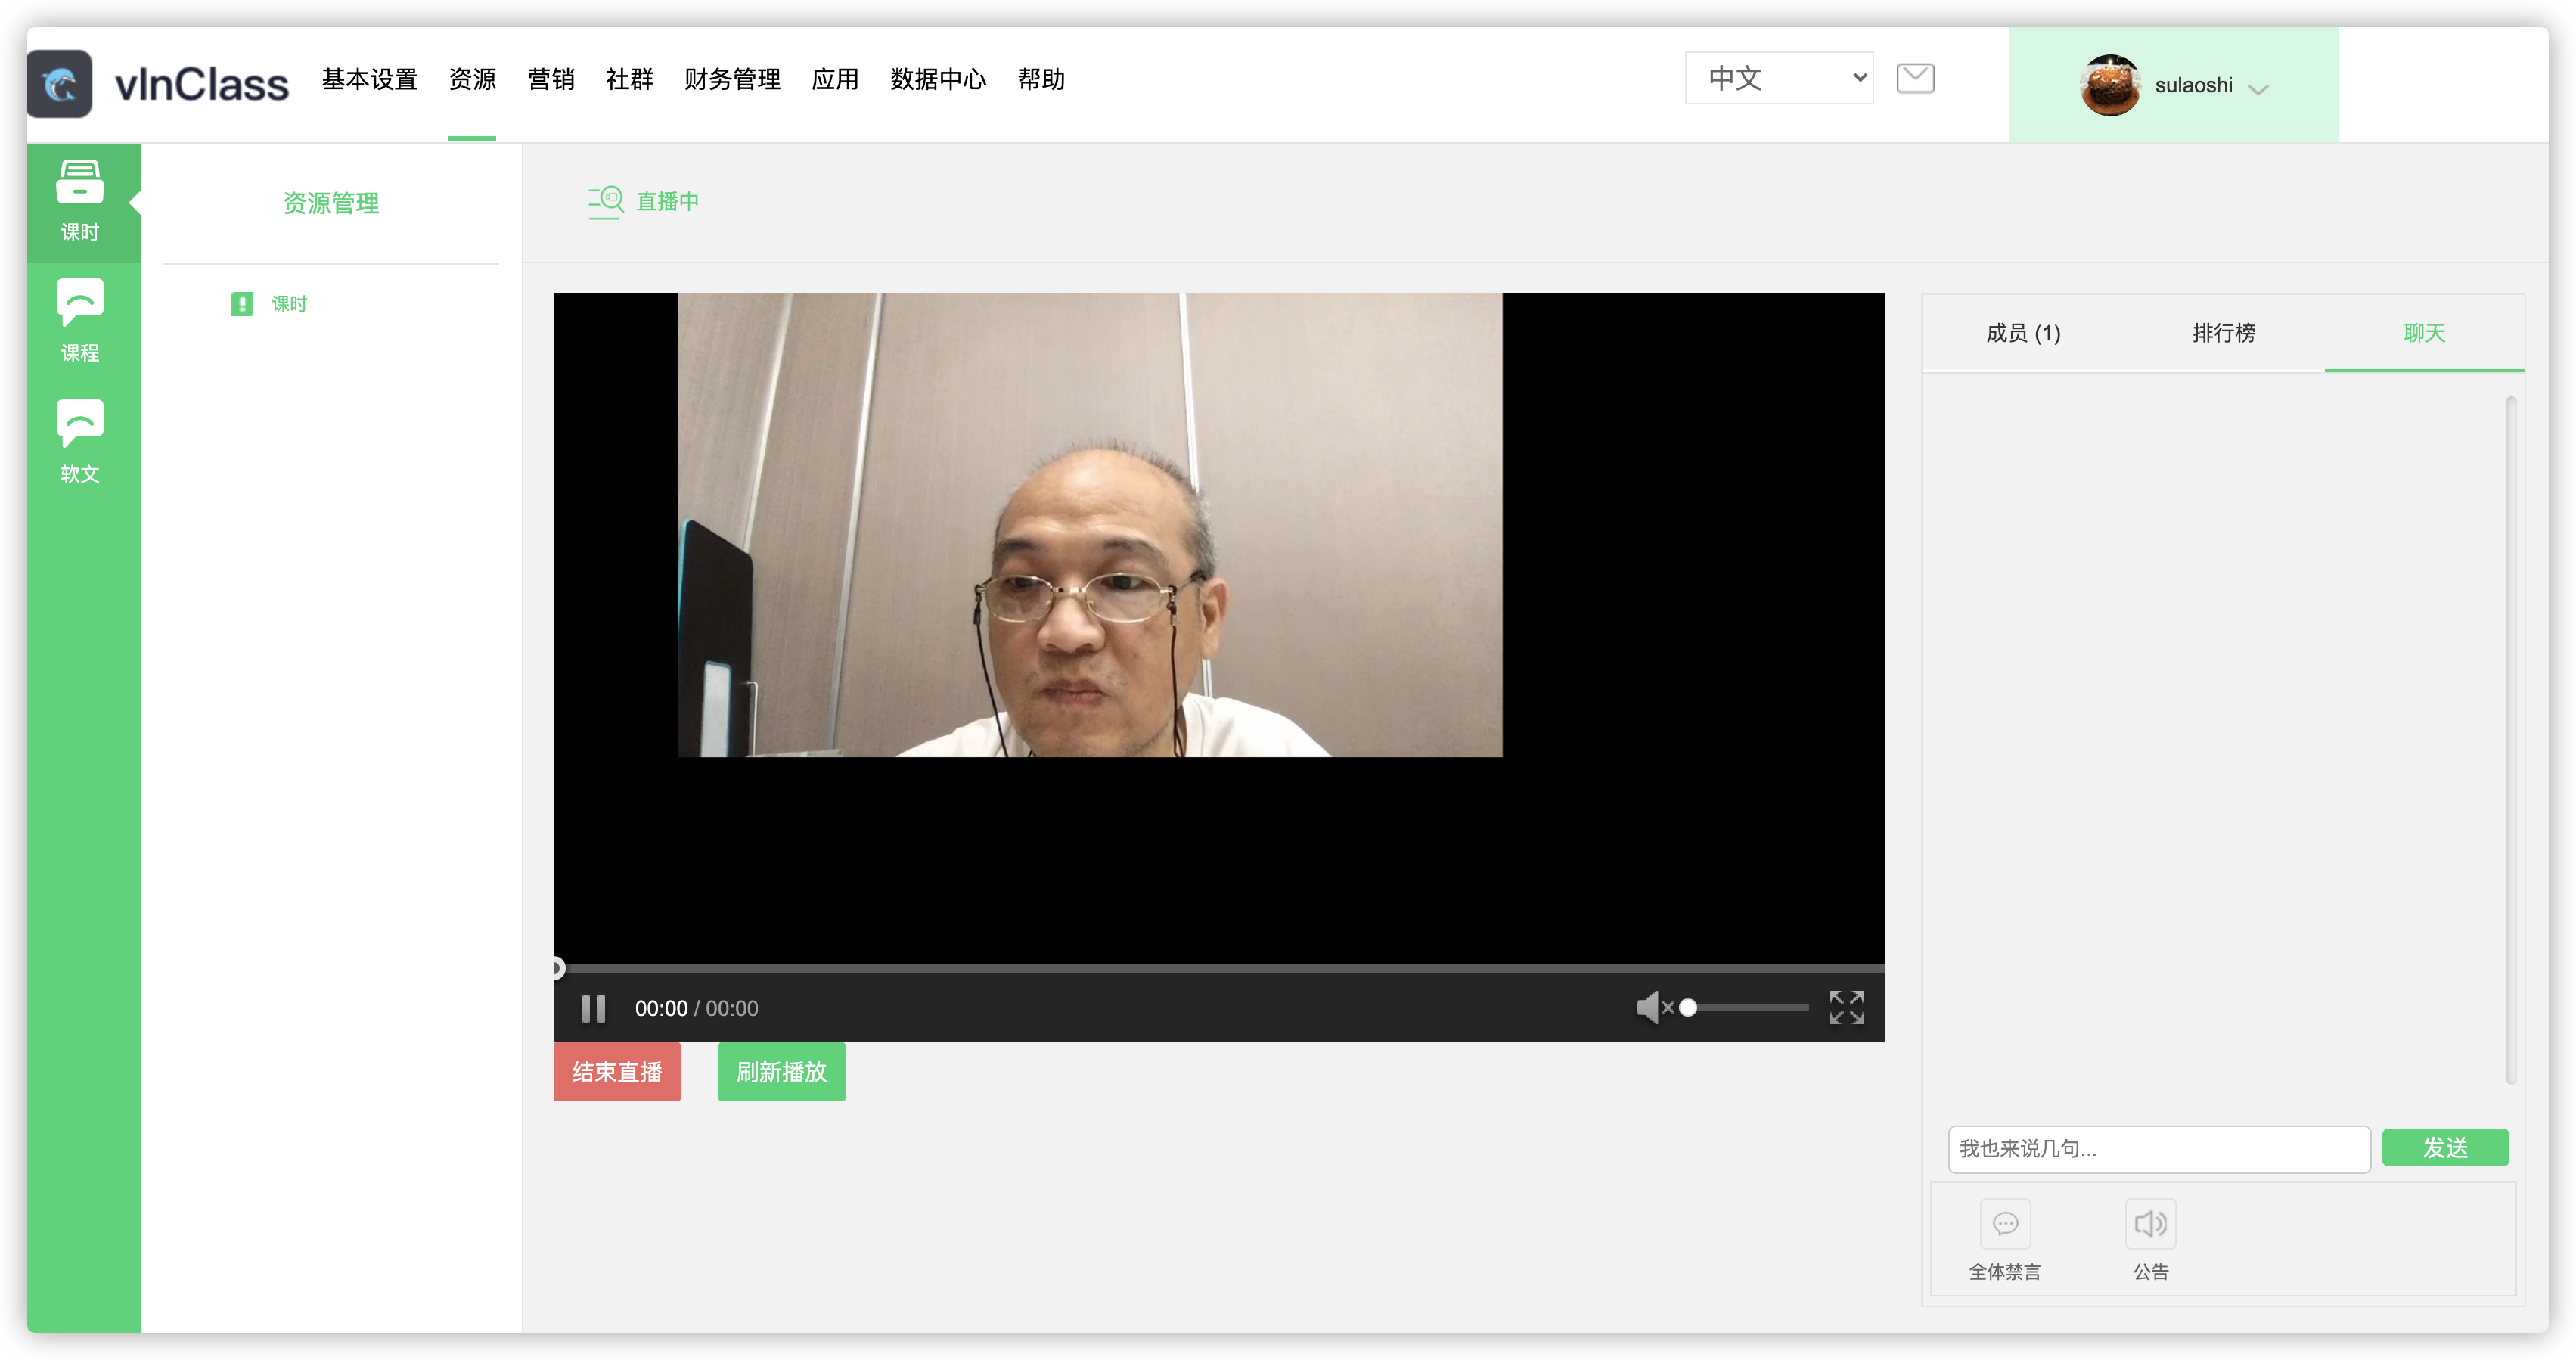 vInClass 基本设置 资源 营销 社群 财务管理 应用 数据中心 帮助 中文 sulaoshi
课时
课程
软文
资源管理
课时
直播中
成员 (1) 排行榜 聊天
00:00 / 00:00
结束直播 刷新播放
我也来说几句... 发送
全体禁言 公告